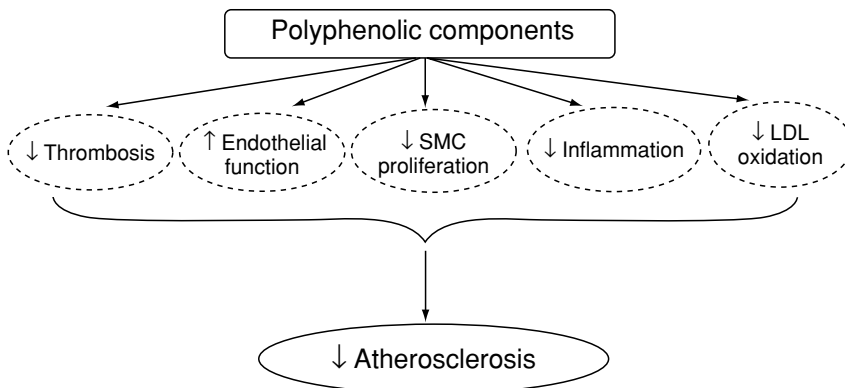 Polyphenolic components
↓ Thrombosis
↑ Endothelial
function
↓ SMC
proliferation
↓ Inflammation
↓ LDL
oxidation
↓ Atherosclerosis